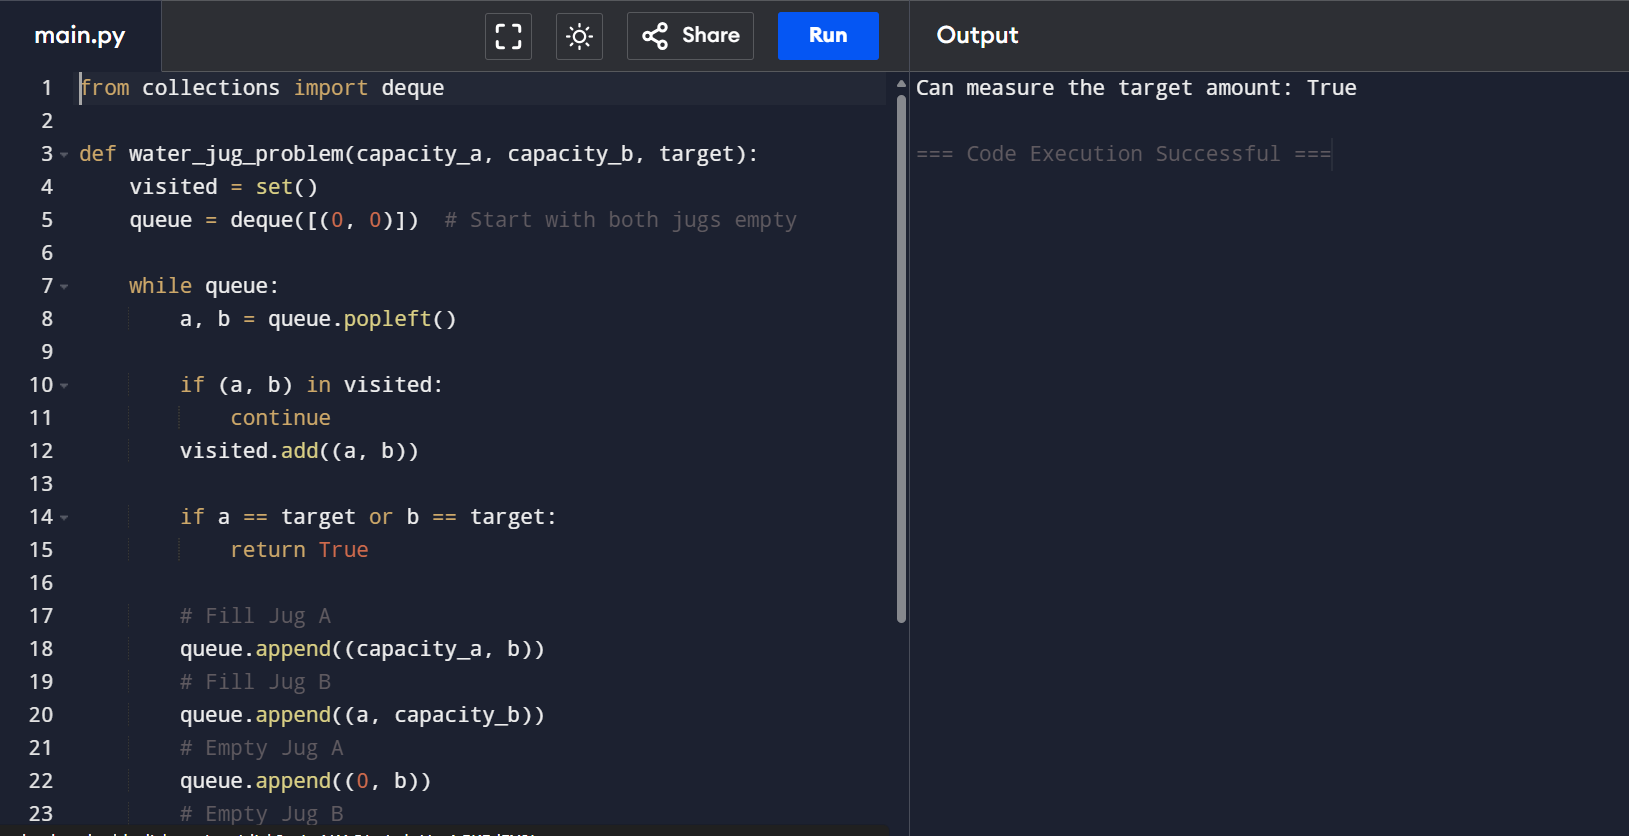 main.py
Share
Run
Output
1 from collections import deque
2
3 def water_jug_problem(capacity_a, capacity_b, target):
4     visited = set()
5     queue = deque([(0, 0)])  # Start with both jugs empty
6
7     while queue:
8         a, b = queue.popleft()
9
10         if (a, b) in visited:
11             continue
12         visited.add((a, b))
13
14         if a == target or b == target:
15             return True
16
17         # Fill Jug A
18         queue.append((capacity_a, b))
19         # Fill Jug B
20         queue.append((a, capacity_b))
21         # Empty Jug A
22         queue.append((0, b))
23         # Empty Jug B
Can measure the target amount: True
=== Code Execution Successful ===